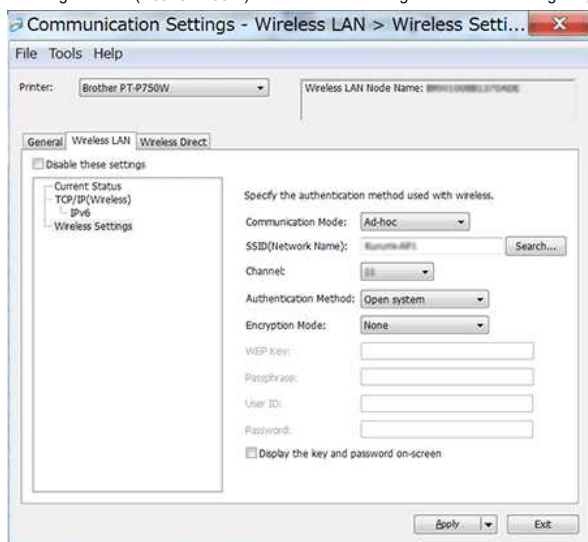 Communication Settings - Wireless LAN > Wireless Setti...
File Tools Help
Printer: Brother PT-P750W
Wireless LAN Node Name:
General Wireless LAN Wireless Direct
Disable these settings
Current Status
TCP/IP(Wireless)
IPv6
Wireless Settings
Specify the authentication method used with wireless.
Communication Mode: Ad-hoc
SSID(Network Name): Search...
Channel:
Authentication Method: Open system
Encryption Mode: None
WEP Key:
Passphrase:
User ID:
Password:
Display the key and password on-screen
Apply Exit